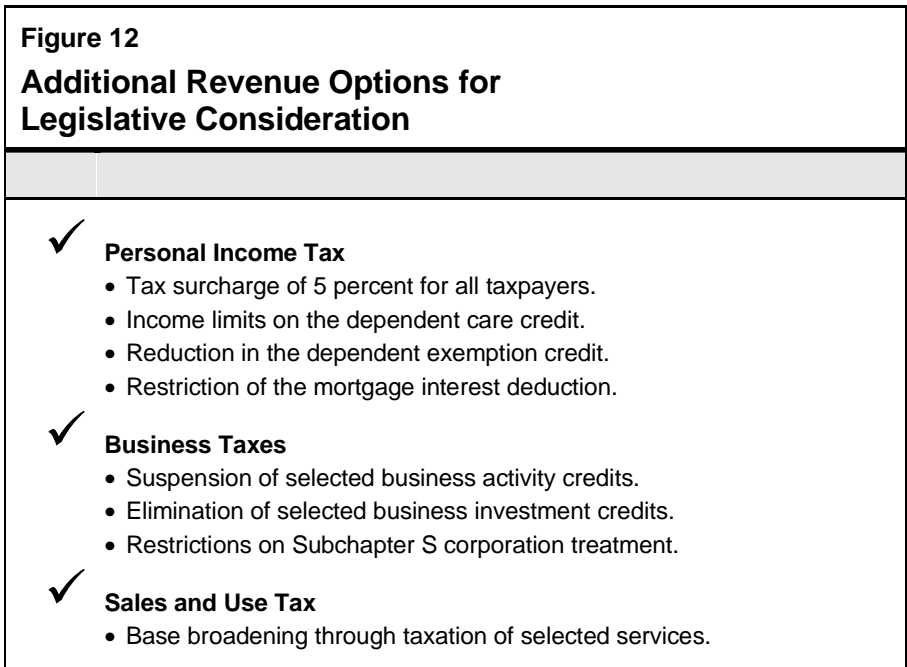 Figure 12
Additional Revenue Options for
Legislative Consideration
Personal Income Tax
• Tax surcharge of 5 percent for all taxpayers.
• Income limits on the dependent care credit.
• Reduction in the dependent exemption credit.
• Restriction of the mortgage interest deduction.
Business Taxes
• Suspension of selected business activity credits.
• Elimination of selected business investment credits.
• Restrictions on Subchapter S corporation treatment.
Sales and Use Tax
• Base broadening through taxation of selected services.